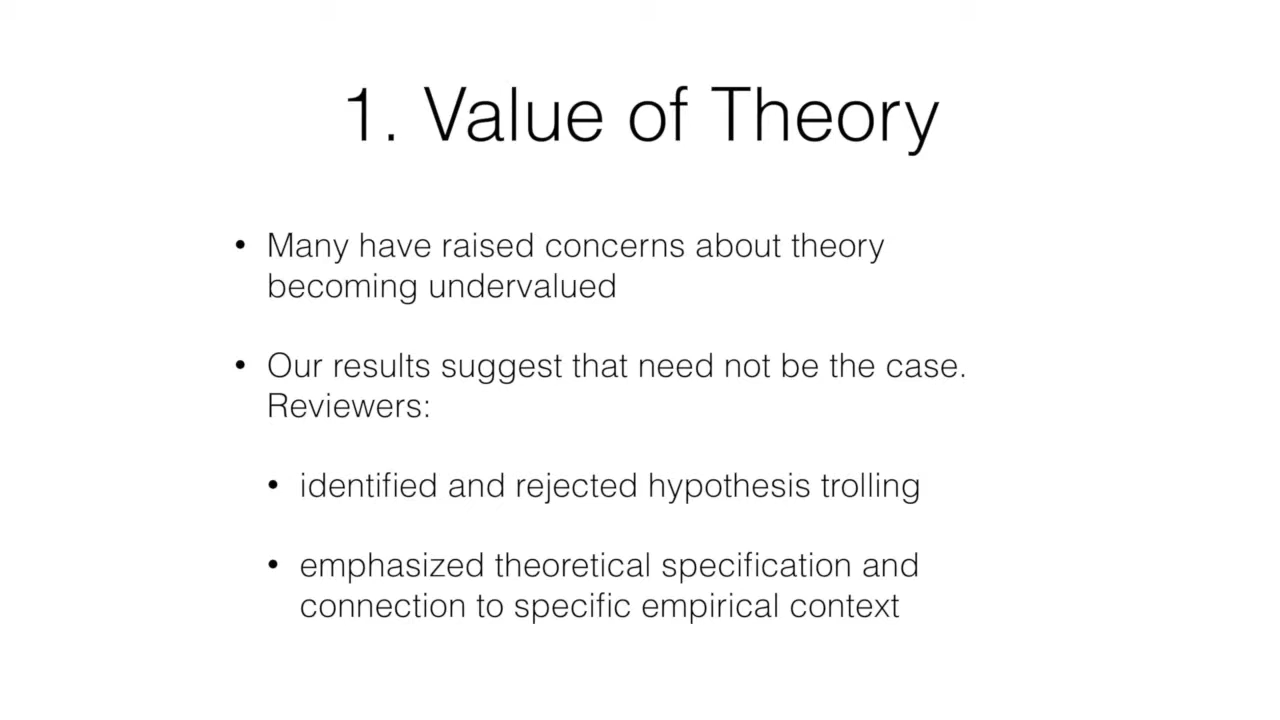 1. Value of Theory
• Many have raised concerns about theory
becoming undervalued
• Our results suggest that need not be the case.
Reviewers:
• identified and rejected hypothesis trolling
• emphasized theoretical specification and
connection to specific empirical context